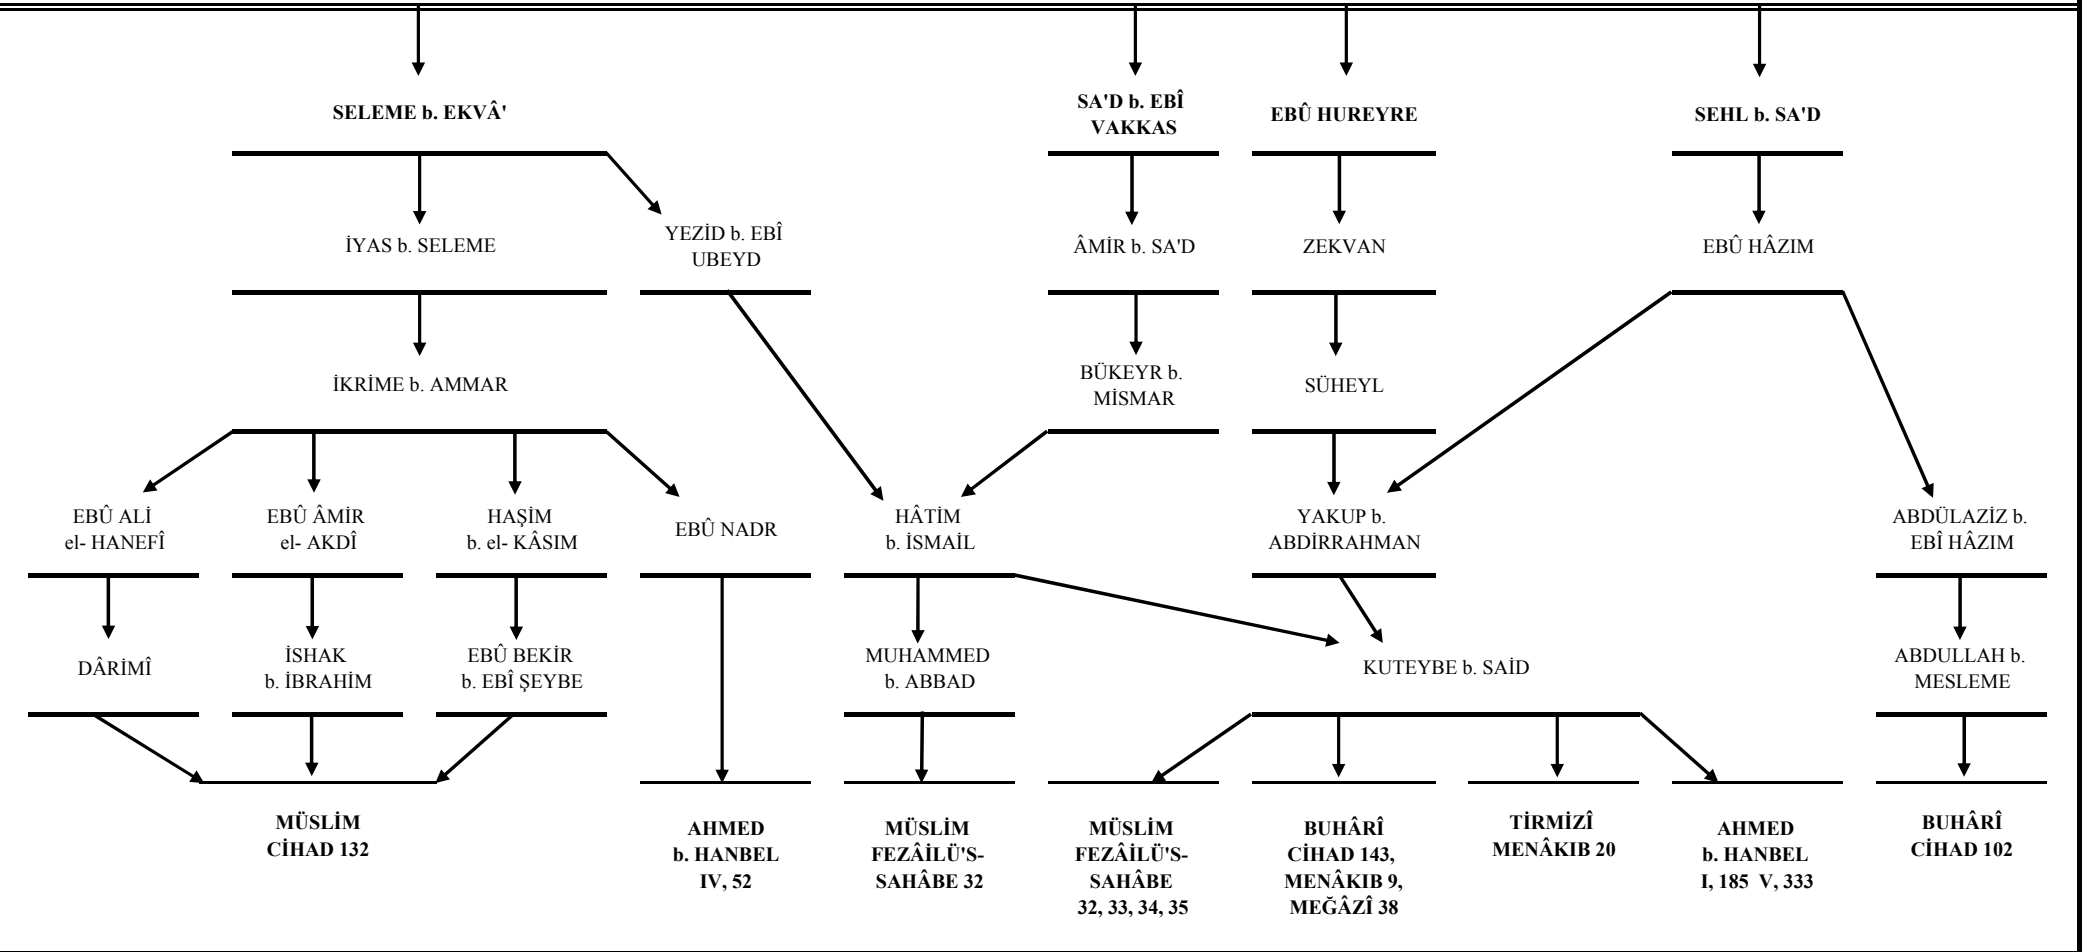 SELEME b. EKVÂ'
SA'D b. EBÎ
VAKKAS
EBÛ HUREYRE
SEHL b. SA'D
İYAS b. SELEME
YEZİD b. EBÎ
UBEYD
ÂMİR b. SA'D
ZEKVAN
EBÛ HÂZIM
İKRİME b. AMMAR
BÜKEYR b.
MİSMAR
SÜHEYL
EBÛ ALİ
el- HANEFÎ
EBÛ ÂMİR
el- AKDÎ
HAŞİM
b. el- KÂSIM
EBÛ NADR
HÂTİM
b. İSMAİL
YAKUP b.
ABDİRRAHMAN
ABDÜLAZİZ b.
EBÎ HÂZIM
DÂRİMÎ
İSHAK
b. İBRAHİM
EBÛ BEKİR
b. EBÎ ŞEYBE
MUHAMMED
b. ABBAD
KUTEYBE b. SAİD
ABDULLAH b.
MESLEME
MÜSLİM
CİHAD 132
AHMED
b. HANBEL
IV, 52
MÜSLİM
FEZÂİLÜ'S-
SAHÂBE 32
MÜSLİM
FEZÂİLÜ'S-
SAHÂBE
32, 33, 34, 35
BUHÂRÎ
CİHAD 143,
MENÂKIB 9,
MEĞÂZÎ 38
TİRMİZÎ
MENÂKIB 20
AHMED
b. HANBEL
I, 185 V, 333
BUHÂRÎ
CİHAD 102